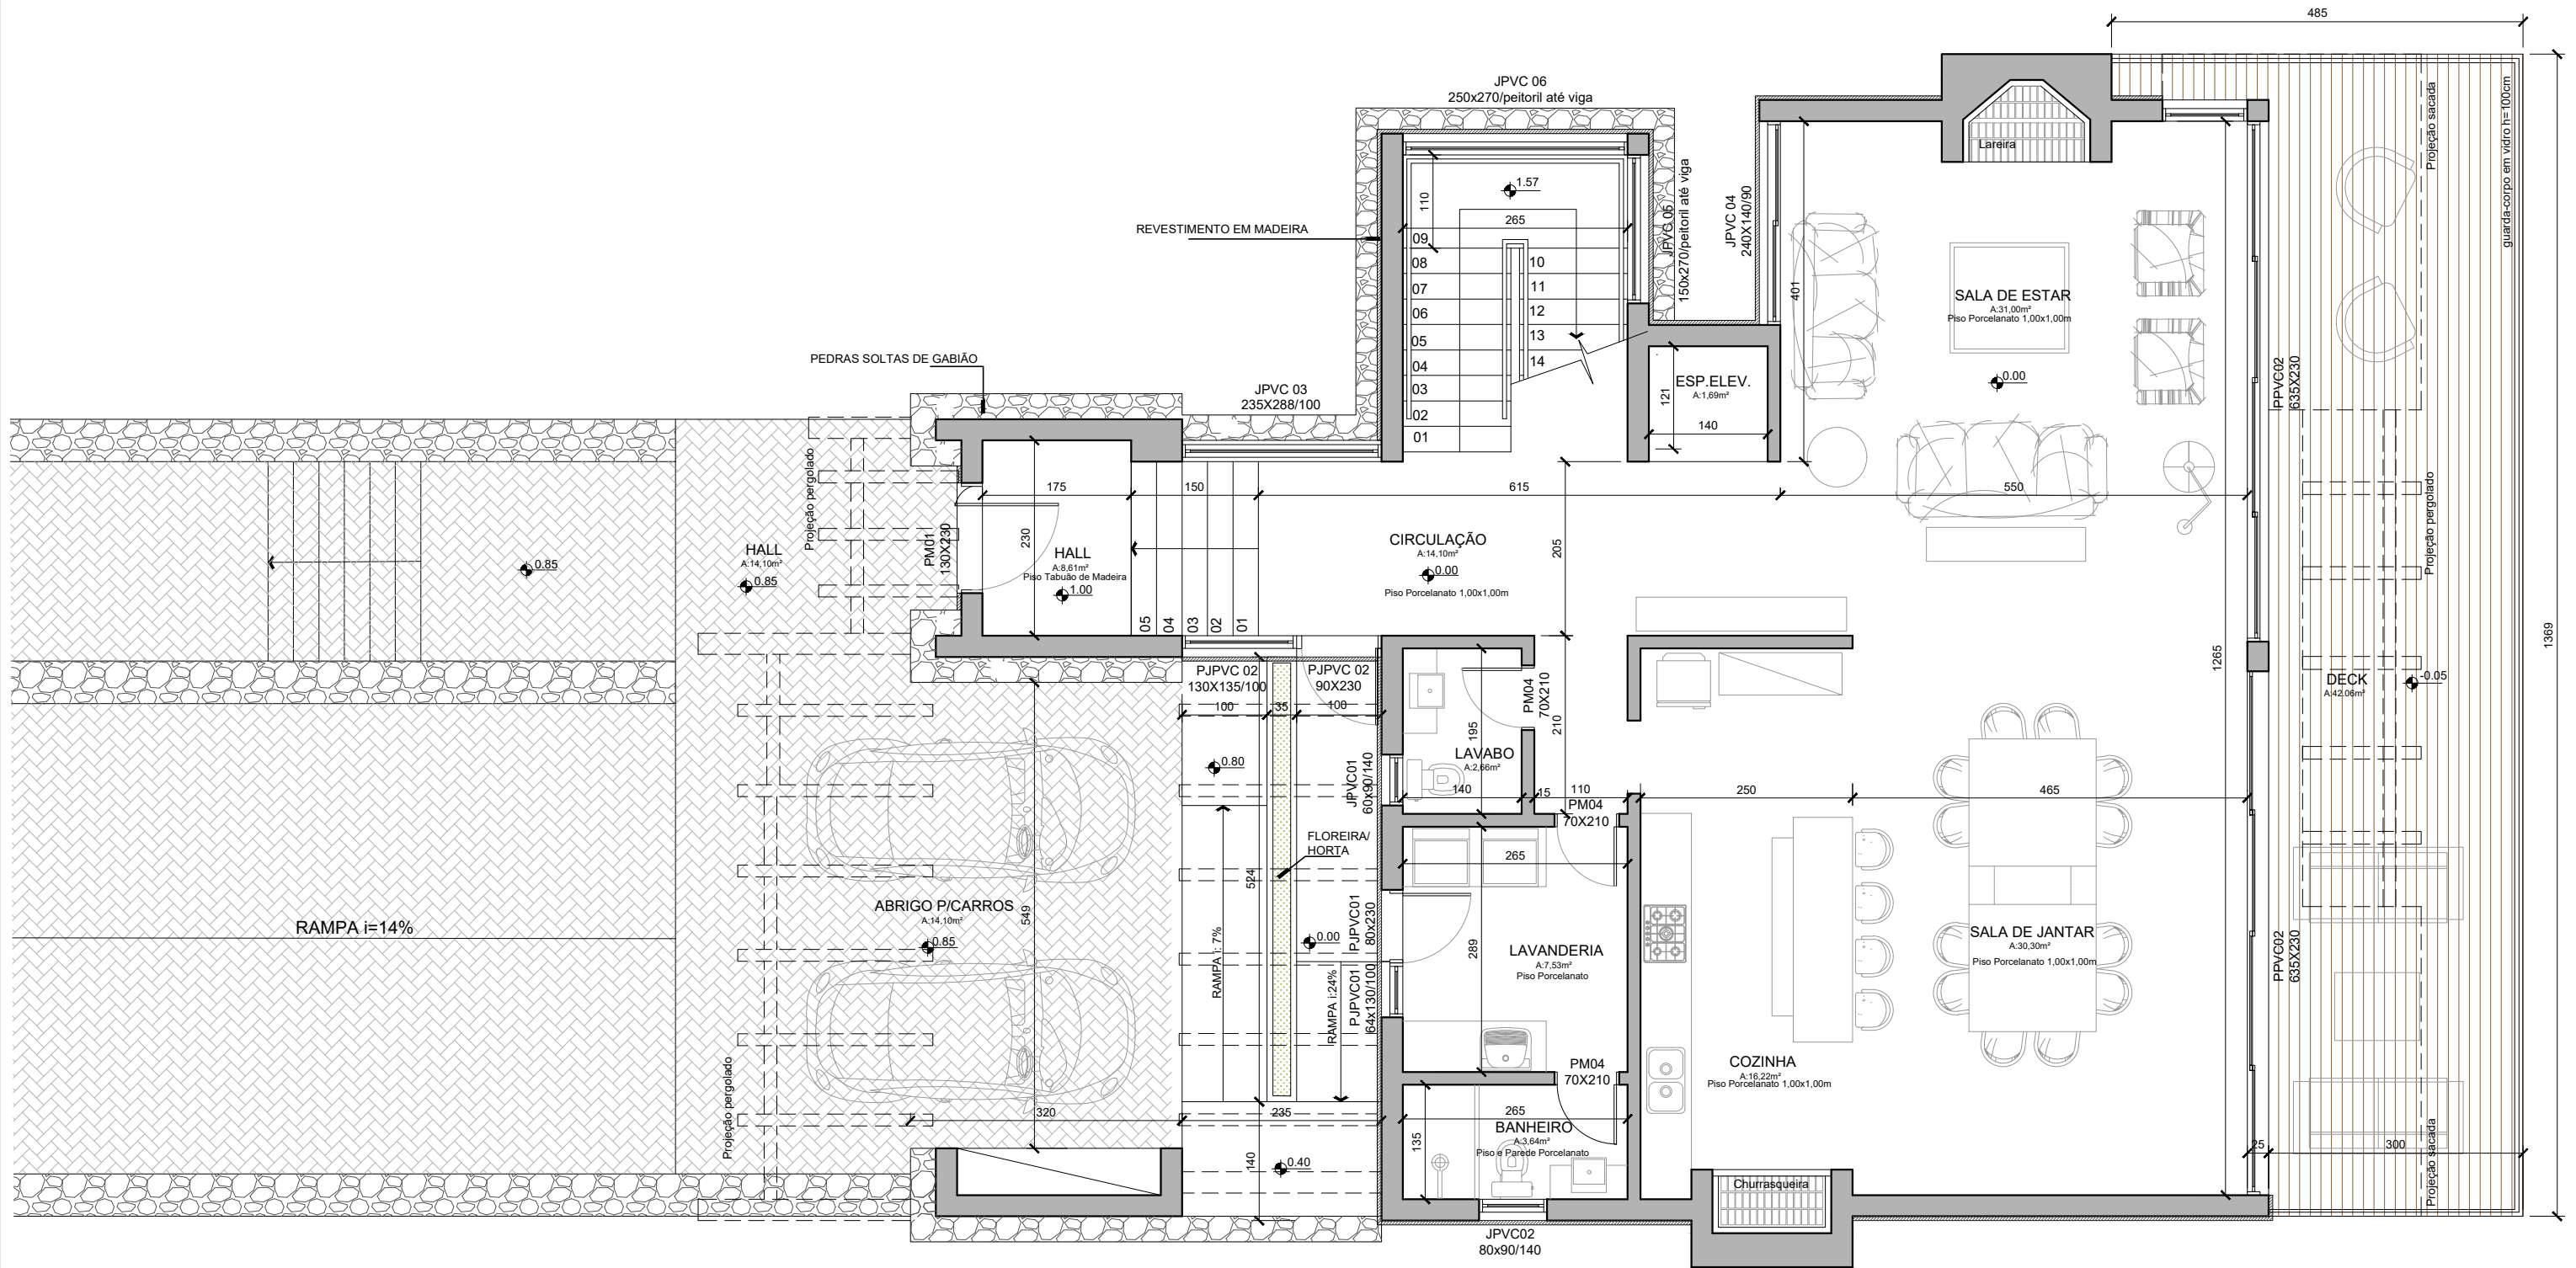 485
JPVC 06
250x270/peitoril até viga
1.57
110
265
REVESTIMENTO EM MADEIRA
09
08
07
06
05
04
03
02
01
10
11
12
13
14
JPVC 05
150x270/peitoril até viga
JPVC 04
240X140/90
401
Lareira
SALA DE ESTAR
A:31,00m²
Piso Porcelanato 1,00x1,00m
0.00
Projeção sacada
guarda-corpo em vidro h=100cm
1369
PPVC02
635X230
PEDRAS SOLTAS DE GABIÃO
JPVC 03
235X288/100
ESP.ELEV.
A:1,69m²
121
140
175
150
615
550
Projeção pergolado
0.85
HALL
A:14,10m²
0.85
PM01
130X230
230
HALL
A:8,61m²
Piso Tabuão de Madeira
1.00
05
04
03
02
01
CIRCULAÇÃO
A:14,10m²
0.00
Piso Porcelanato 1,00x1,00m
205
Projeção pergolado
1265
DECK
A:42.06m²
-0.05
PJPVC 02
130X135/100
PJPVC 02
90X230
100
35
100
195
PM04
70X210
210
LAVABO
A:2,66m²
0.80
JPVC01
60x90/140
140
15
110
PM04
70X210
250
465
FLOREIRA/
HORTA
524
265
RAMPA i=14%
ABRIGO P/CARROS
A:14,10m²
0.85
549
RAMPA i: 7%
0.00
RAMPA i:24%
PJPVC01
80x230
PJPVC01
64x130/100
289
LAVANDERIA
A:7,53m²
Piso Porcelanato
SALA DE JANTAR
A:30,30m²
Piso Porcelanato 1,00x1,00m
PPVC02
635X230
COZINHA
A:16,22m²
Piso Porcelanato 1,00x1,00m
PM04
70X210
Projeção pergolado
320
235
265
BANHEIRO
A:3,64m²
Piso e Parede Porcelanato
135
140
0.40
Churrasqueira
25
300
Projeção sacada
JPVC02
80x90/140